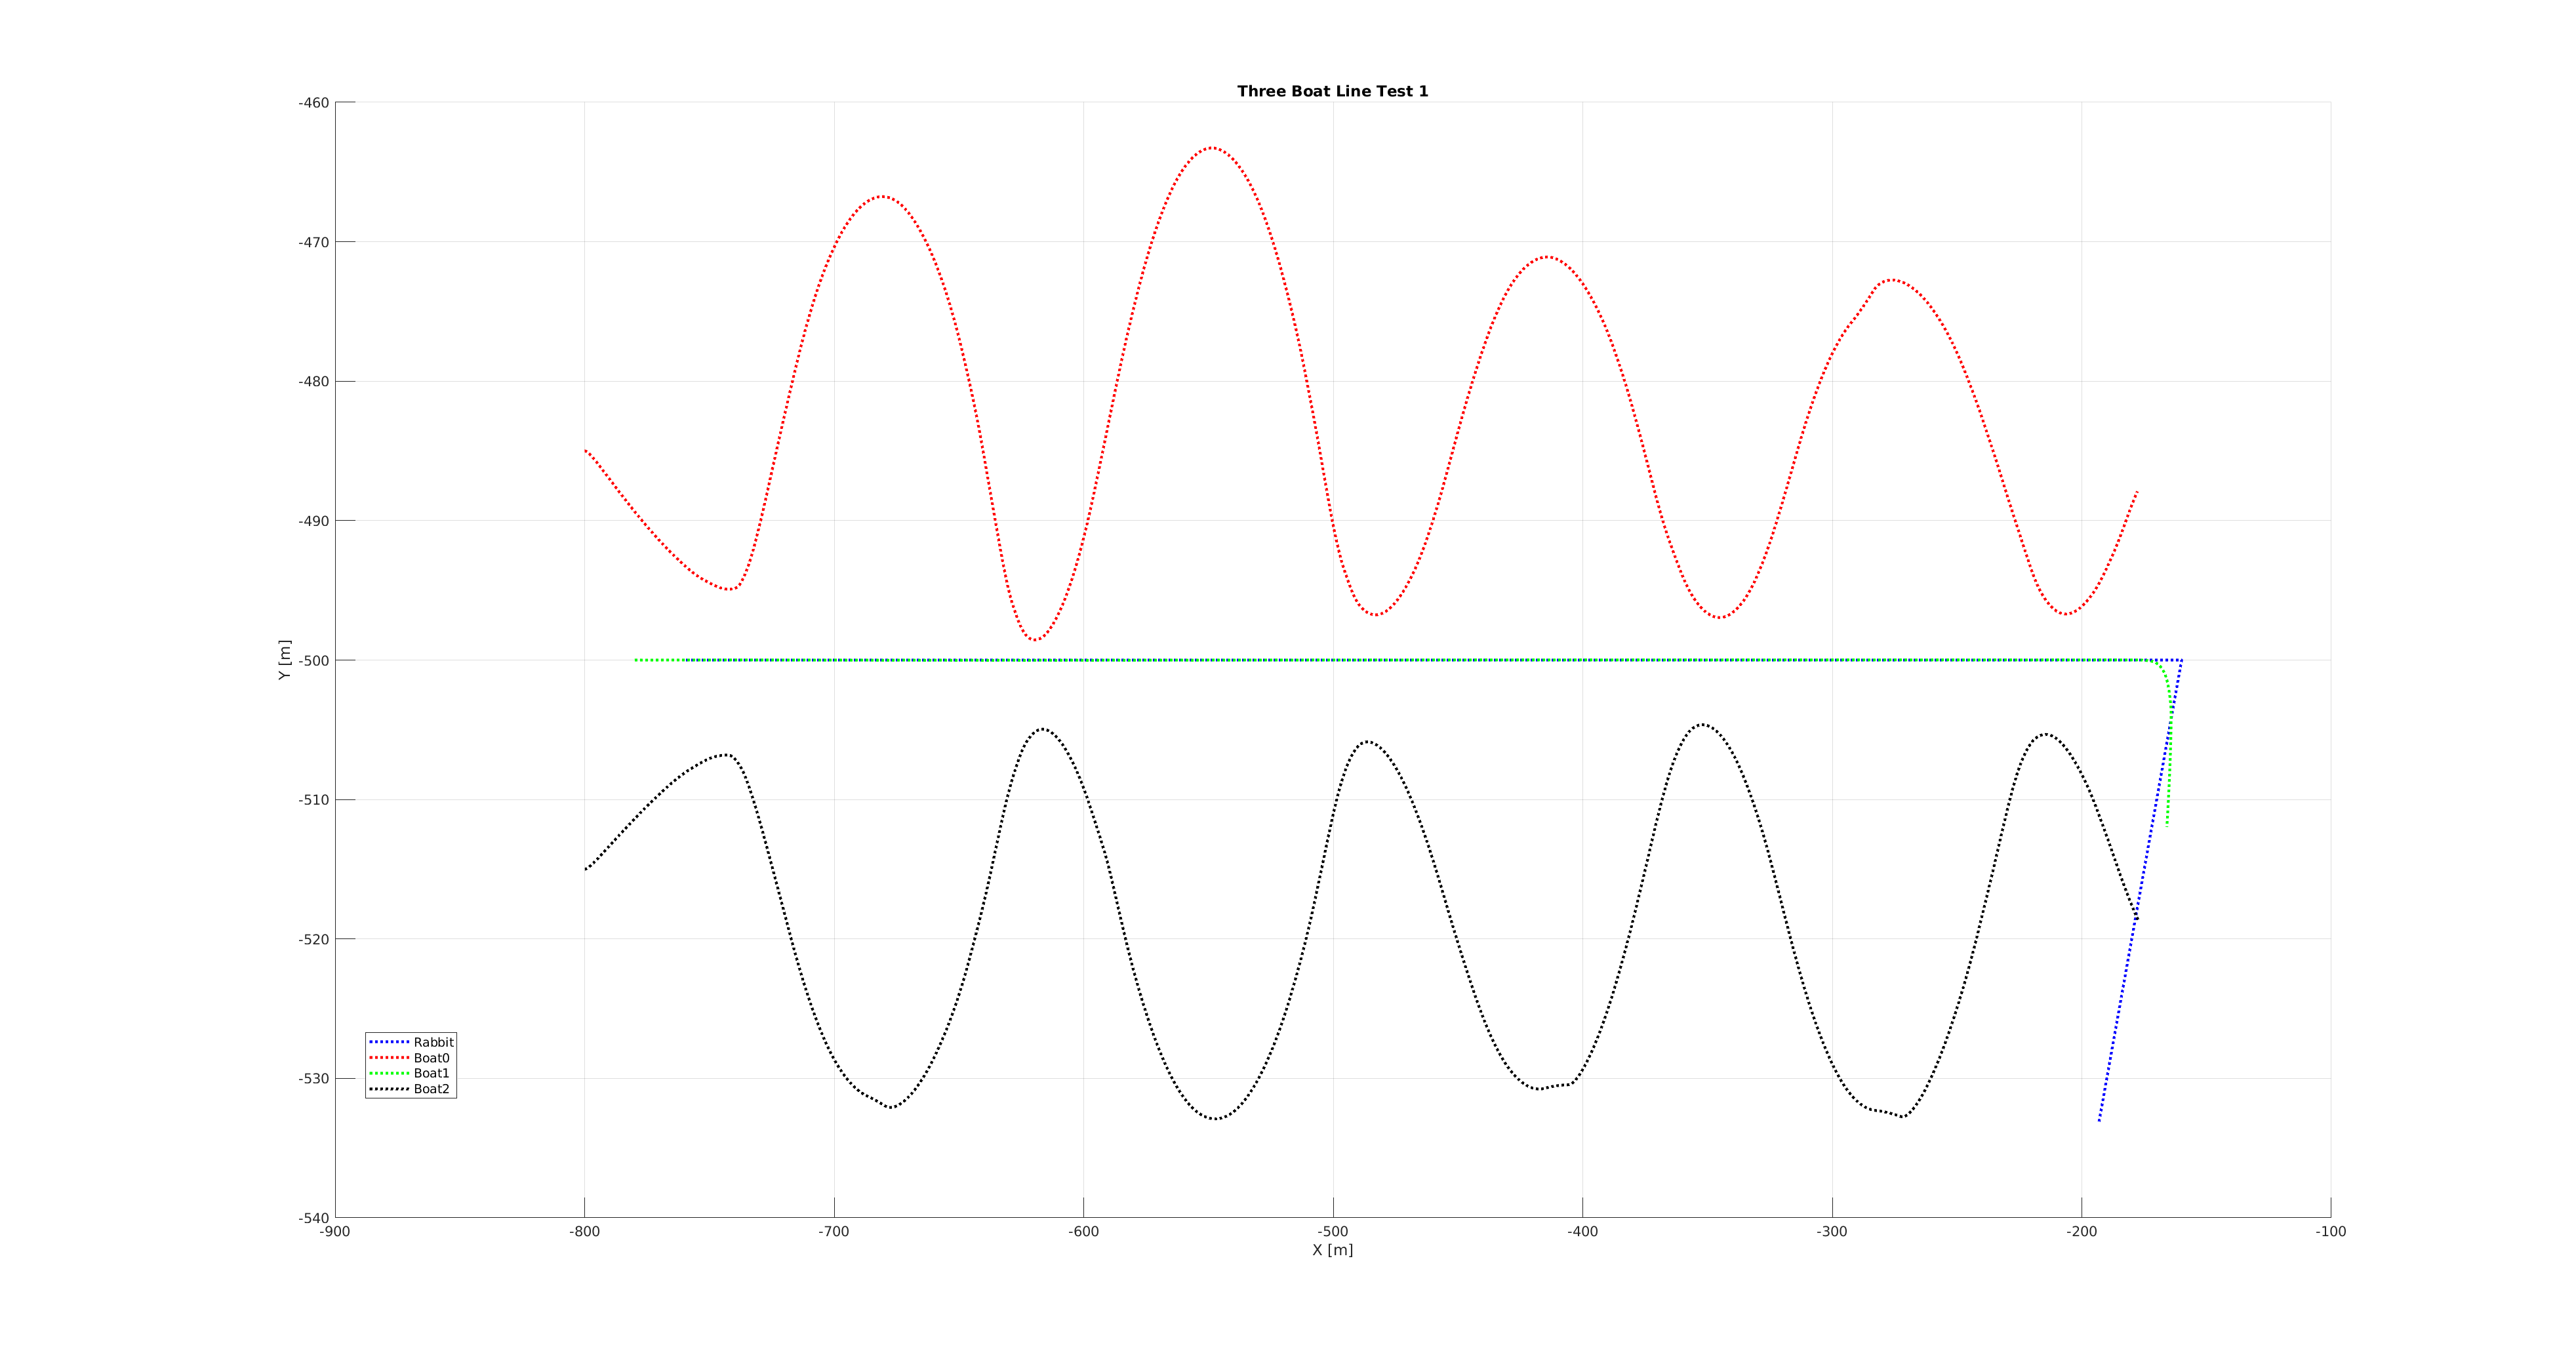 Three Boat Line Test 1
-460
-470
-480
-490
-500
-510
-520
-530
-540
Y [m]
Rabbit
Boat0
Boat1
Boat2
-900 -800 -700 -600 -500 -400 -300 -200 -100
X [m]